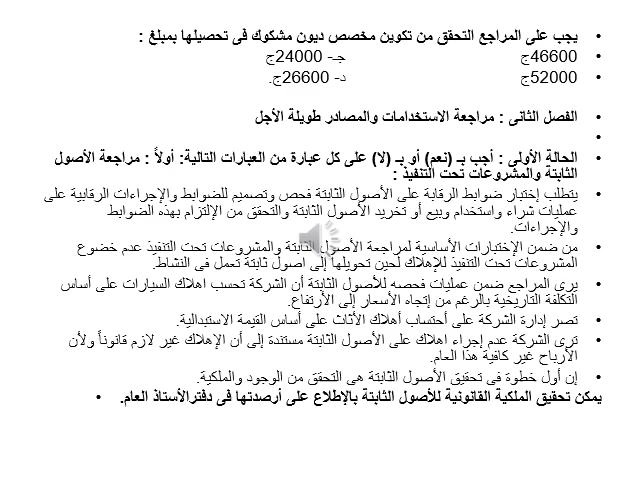 يجب على المراجع التحقق من تكوين مخصص ديون مشكوك فى تحصيلها بمبلغ :
46600ج جـ- 24000ج
52000ج د- 26600ج.
الفصل الثانى : مراجعة الاستخدامات والمصادر طويلة الأجل
الحالة الأولى : أجب بـ (نعم) أو بـ (لا) على كل عبارة من العبارات التالية: أولاً : مراجعة الأصول
الثابتة والمشروعات تحت التنفيذ :
يتطلب إختبار ضوابط الرقابة على الأصول الثابتة فحص وتصميم للضوابط والإجراءات الرقابية على
عمليات شراء واستخدام وبيع أو تخريد الأصول الثابتة والتحقق من الإلتزام بهذه الضوابط
والإجراءات.
من ضمن الإختبارات الأساسية لمراجعة الأصول الثابتة والمشروعات تحت التنفيذ عدم خضوع
المشروعات تحت التنفيذ للإهلاك لحين تحويلها إلى اصول ثابتة تعمل فى النشاط.
يرى المراجع ضمن عمليات فحصه للأصول الثابتة أن الشركة تحسب اهلاك السيارات على أساس
التكلفة التاريخية بالرغم من إتجاه الأسعار إلى الأرتفاع.
تصر إدارة الشركة على أحتساب أهلاك الأثاث على أساس القيمة الاستبدالية.
ترى الشركة عدم إجراء اهلاك على الأصول الثابتة مستندة إلى أن الإهلاك غير لازم قانوناً ولأن
الأرباح غير كافية هذا العام.
إن أول خطوة فى تحقيق الأصول الثابتة هى التحقق من الوجود والملكية.
يمكن تحقيق الملكية القانونية للأصول الثابتة بالإطلاع على أرصدتها فى دفترالأستاذ العام.